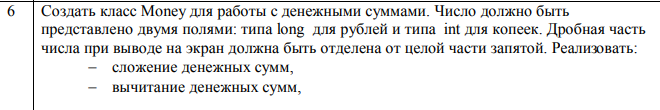 6
Создать класс Money для работы с денежными суммами. Число должно быть
представлено двумя полями: типа long для рублей и типа int для копеек. Дробная часть
числа при выводе на экран должна быть отделена от целой части запятой. Реализовать:
– сложение денежных сумм,
– вычитание денежных сумм,